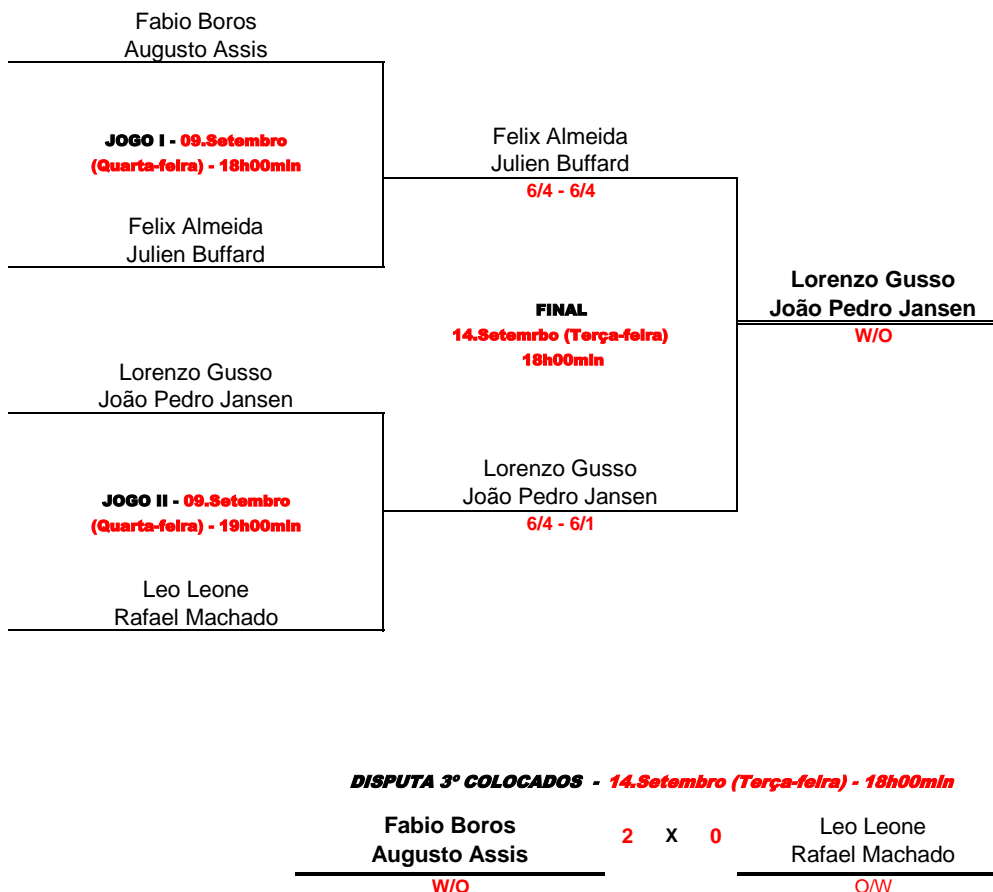 Fabio Boros
Augusto Assis
JOGO I - 09.Setembro
(Quarta-feira) - 18h00min
Felix Almeida
Julien Buffard
Felix Almeida
Julien Buffard
6/4 - 6/4
Lorenzo Gusso
João Pedro Jansen
W/O
FINAL
14.Setemrbo (Terça-feira)
18h00min
Lorenzo Gusso
João Pedro Jansen
JOGO II - 09.Setembro
(Quarta-feira) - 19h00min
Lorenzo Gusso
João Pedro Jansen
6/4 - 6/1
Leo Leone
Rafael Machado
DISPUTA 3º COLOCADOS - 14.Setembro (Terça-feira) - 18h00min
Fabio Boros
Augusto Assis
W/O
2 X 0
Leo Leone
Rafael Machado
O/W